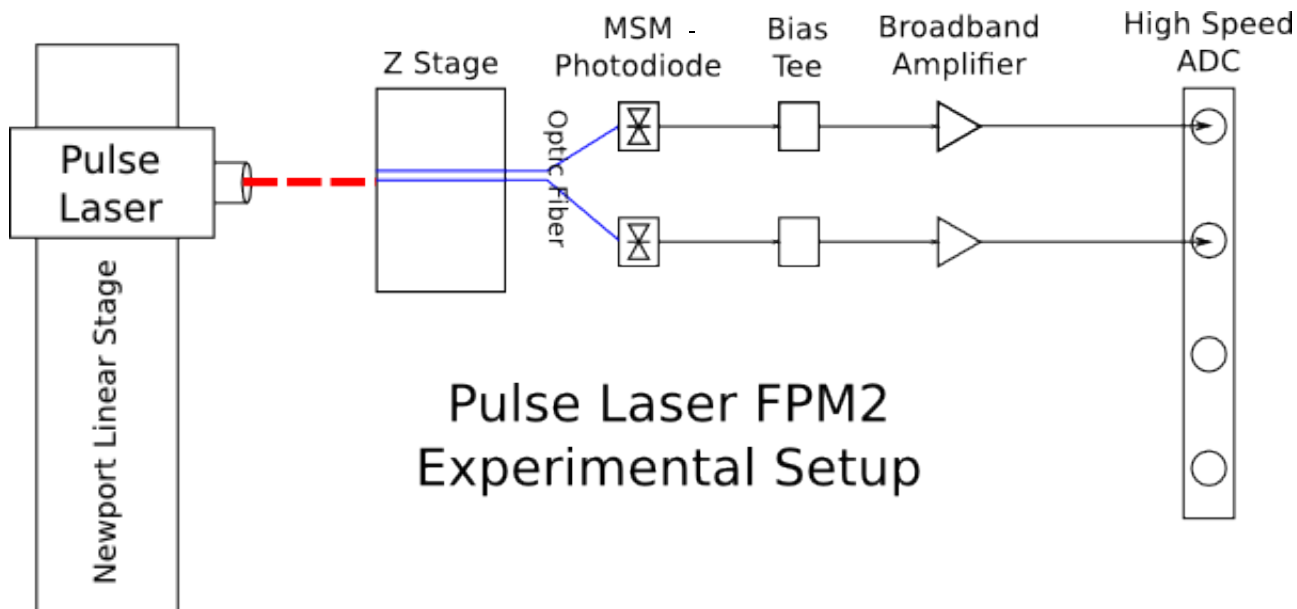 Z Stage
MSM -
Photodiode
Bias
Tee
Broadband
Amplifier
High Speed
ADC
Pulse
Laser
Optic Fiber
Newport Linear Stage
Pulse Laser FPM2
Experimental Setup